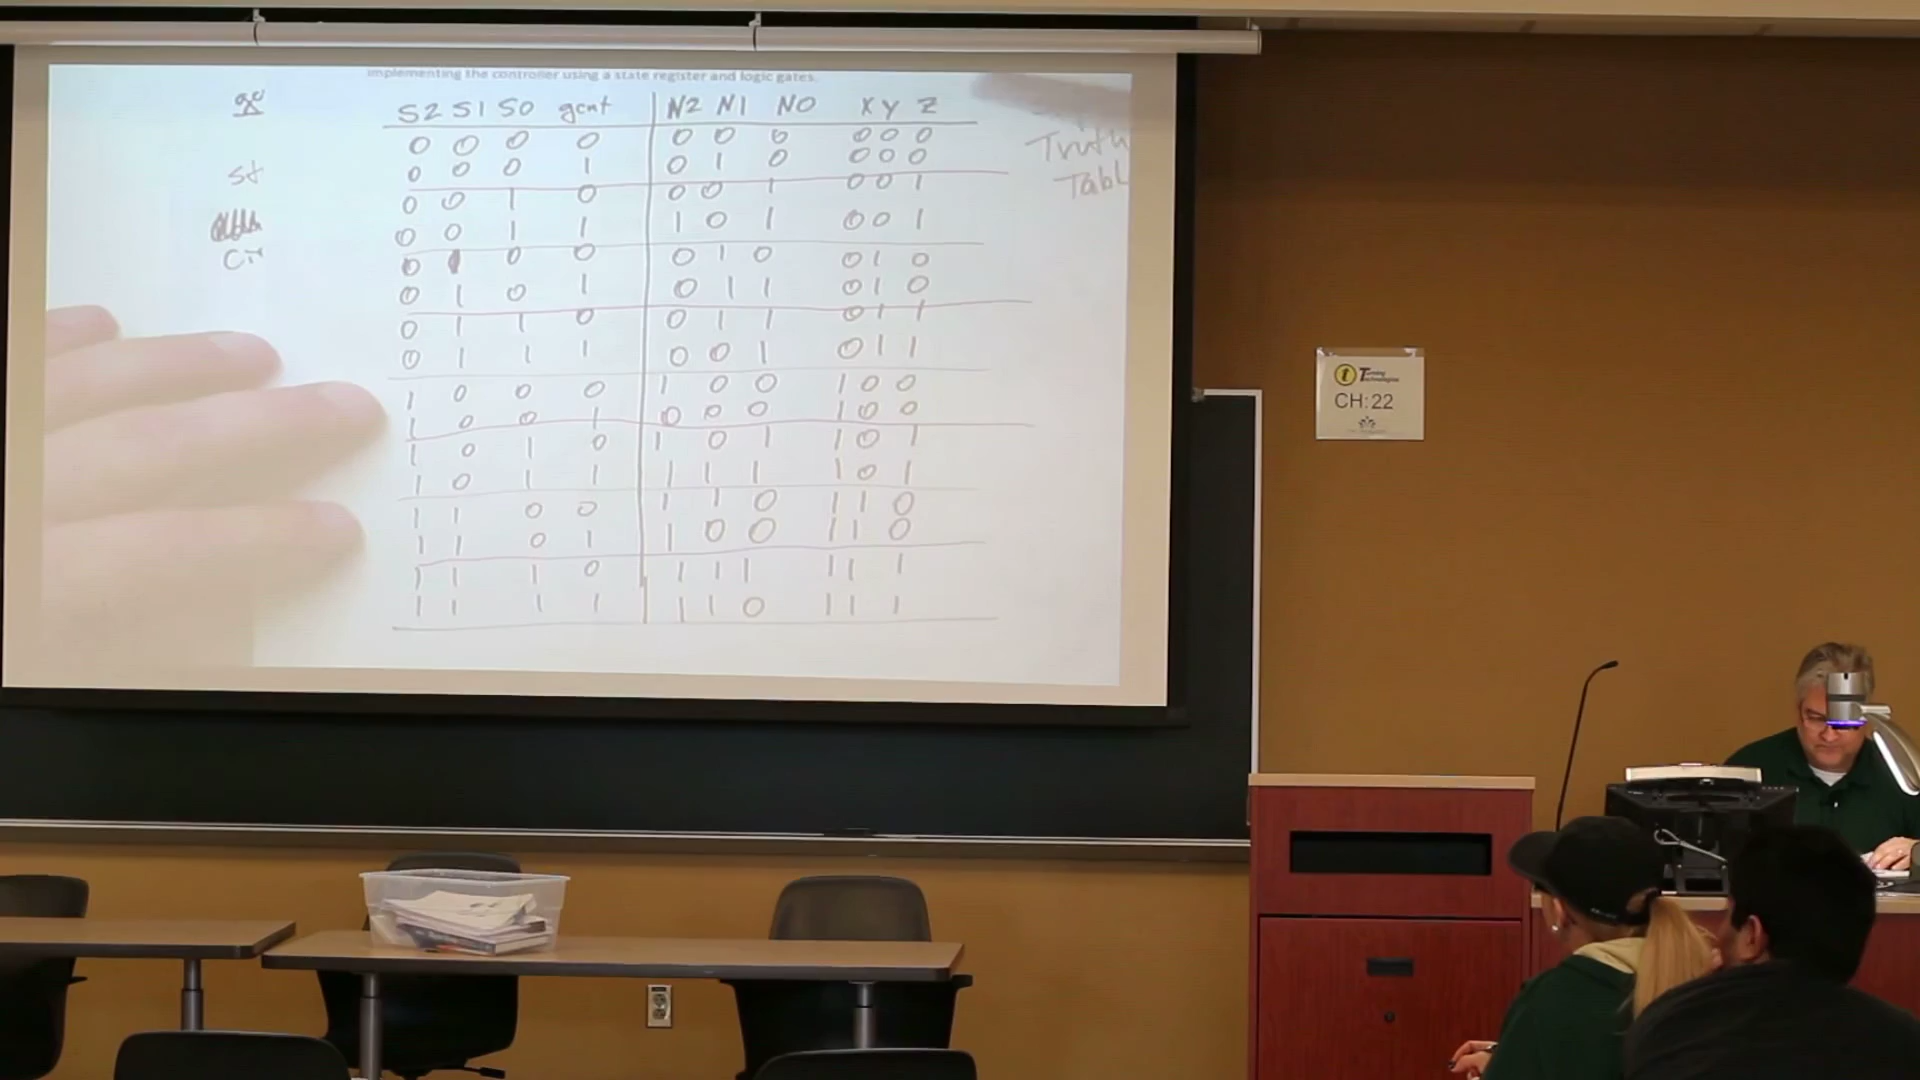 implementing the controller using a state register and logic gates.
S2 S1 S0 gcnt N2 N1 N0 X Y Z
0 0 0 0 0 0 0 0 0 0
0 0 0 1 0 1 0 0 0 0
0 0 1 0 0 0 1 0 0 1
0 0 1 1 1 0 1 0 0 1
0 1 0 0 0 1 0 0 1 0
0 1 0 1 0 1 1 0 1 0
0 1 1 0 0 1 1 0 1 1
0 1 1 1 0 0 1 0 1 1
1 0 0 0 1 0 0 1 0 0
1 0 0 1 0 0 0 1 0 0
1 0 1 0 1 0 1 1 0 1
1 0 1 1 1 1 1 1 0 1
1 1 0 0 1 1 0 1 1 0
1 1 0 1 1 0 0 1 1 0
1 1 1 0 1 1 1 1 1 1
1 1 1 1 1 1 0 1 1 1
st
Truth
Tabl
Turning
Technologies
CH:22